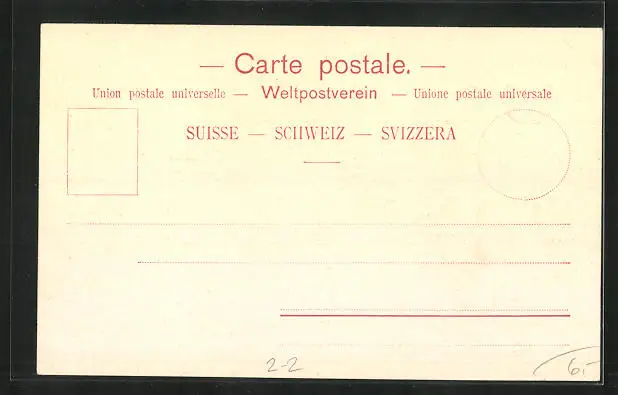 — Carte postale. —
Union postale universelle — Weltpostverein — Unione postale universale
SUISSE — SCHWEIZ — SVIZZERA
2-2
6.-